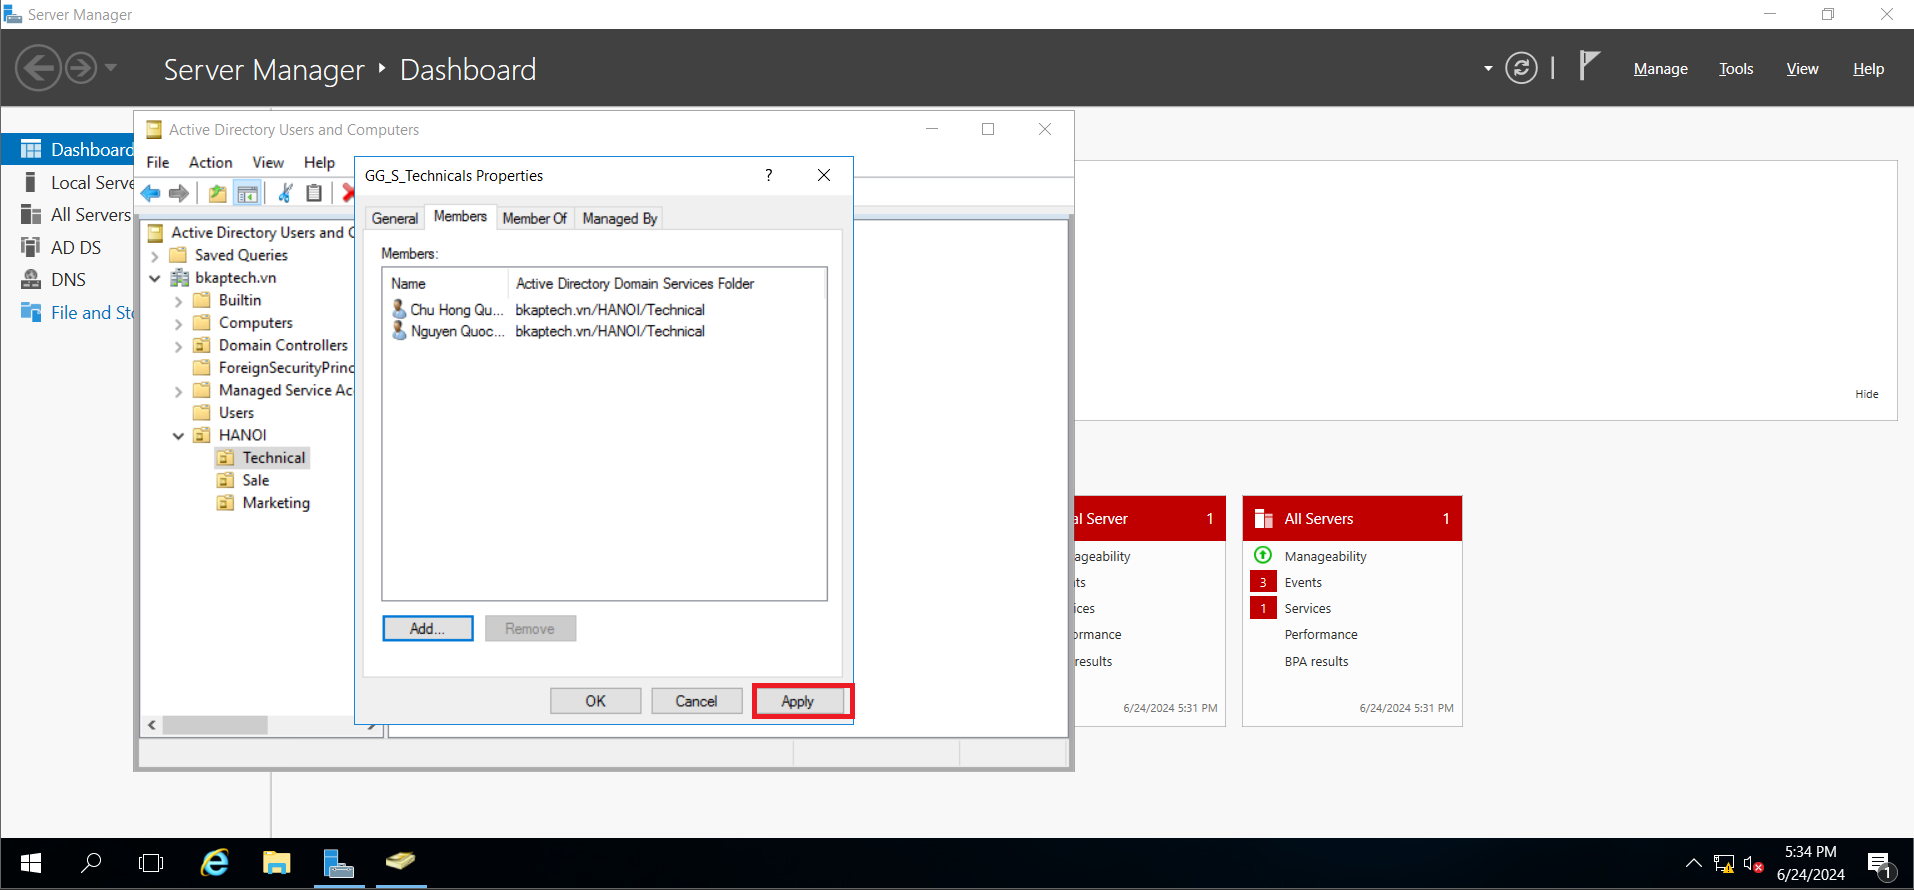 Server Manager
Server Manager ‣ Dashboard
Manage Tools View Help
Dashboard
Local Serve
All Servers
AD DS
DNS
File and Sto
Active Directory Users and Computers
File Action View Help
Active Directory Users and C
Saved Queries
bkaptech.vn
Builtin
Computers
Domain Controllers
ForeignSecurityPrinc
Managed Service Ac
Users
HANOI
Technical
Sale
Marketing
GG_S_Technicals Properties
?
General Members Member Of Managed By
Members:
Name Active Directory Domain Services Folder
Chu Hong Qu... bkaptech.vn/HANOI/Technical
Nguyen Quoc... bkaptech.vn/HANOI/Technical
Add... Remove
OK Cancel Apply
Hide
al Server 1
ageability
ts
ices
ormance
results
6/24/2024 5:31 PM
All Servers 1
Manageability
3 Events
1 Services
Performance
BPA results
6/24/2024 5:31 PM
5:34 PM
6/24/2024
1